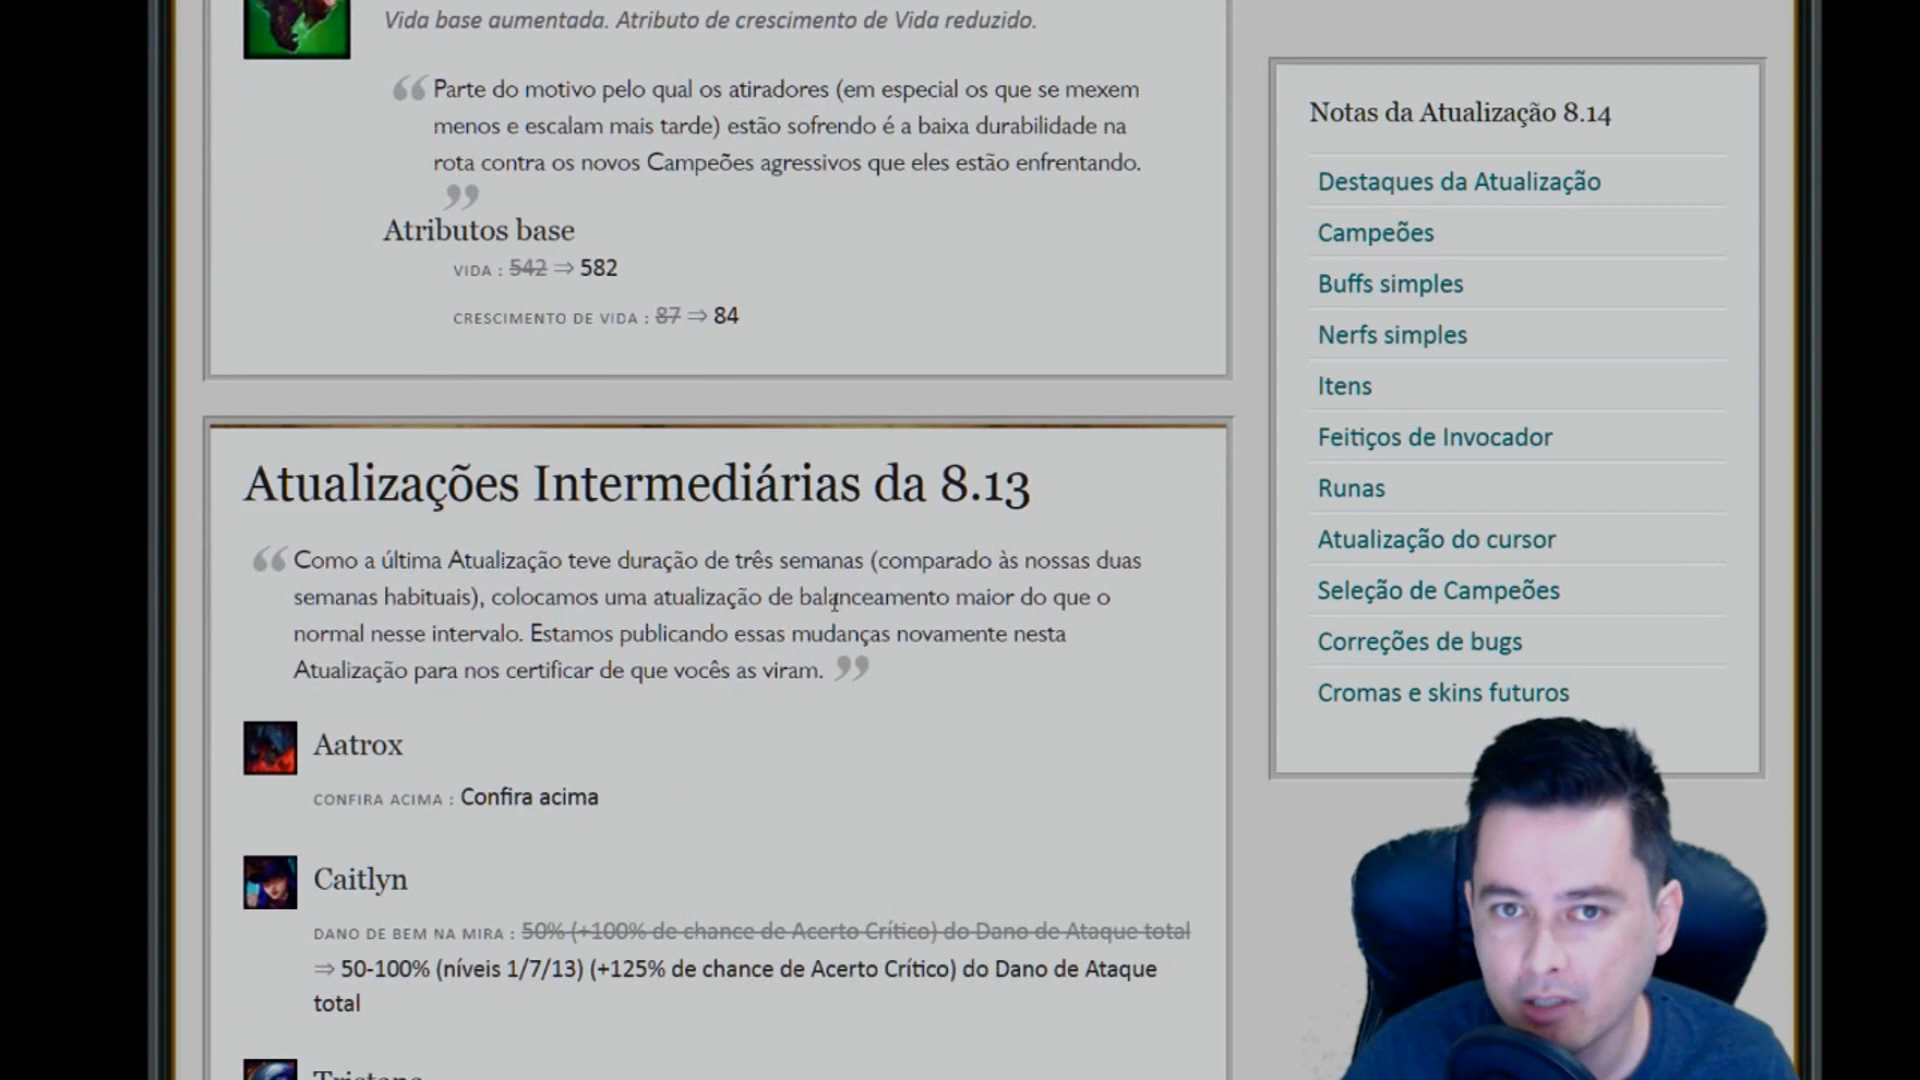 Vida base aumentada. Atributo de crescimento de Vida reduzido.
“Parte do motivo pelo qual os atiradores (em especial os que se mexem
menos e escalam mais tarde) estão sofrendo é a baixa durabilidade na
rota contra os novos Campeões agressivos que eles estão enfrentando.
”
Atributos base
VIDA : 542 ⇒ 582
CRESCIMENTO DE VIDA : 87 ⇒ 84
Atualizações Intermediárias da 8.13
“Como a última Atualização teve duração de três semanas (comparado às nossas duas
semanas habituais), colocamos uma atualização de balanceamento maior do que o
normal nesse intervalo. Estamos publicando essas mudanças novamente nesta
Atualização para nos certificar de que vocês as viram. ”
Aatrox
CONFIRA ACIMA : Confira acima
Caitlyn
DANO DE BEM NA MIRA : 50% (+100% de chance de Acerto Crítico) do Dano de Ataque total
⇒ 50-100% (níveis 1/7/13) (+125% de chance de Acerto Crítico) do Dano de Ataque
total
Tristana
Notas da Atualização 8.14
Destaques da Atualização
Campeões
Buffs simples
Nerfs simples
Itens
Feitiços de Invocador
Runas
Atualização do cursor
Seleção de Campeões
Correções de bugs
Cromas e skins futuros